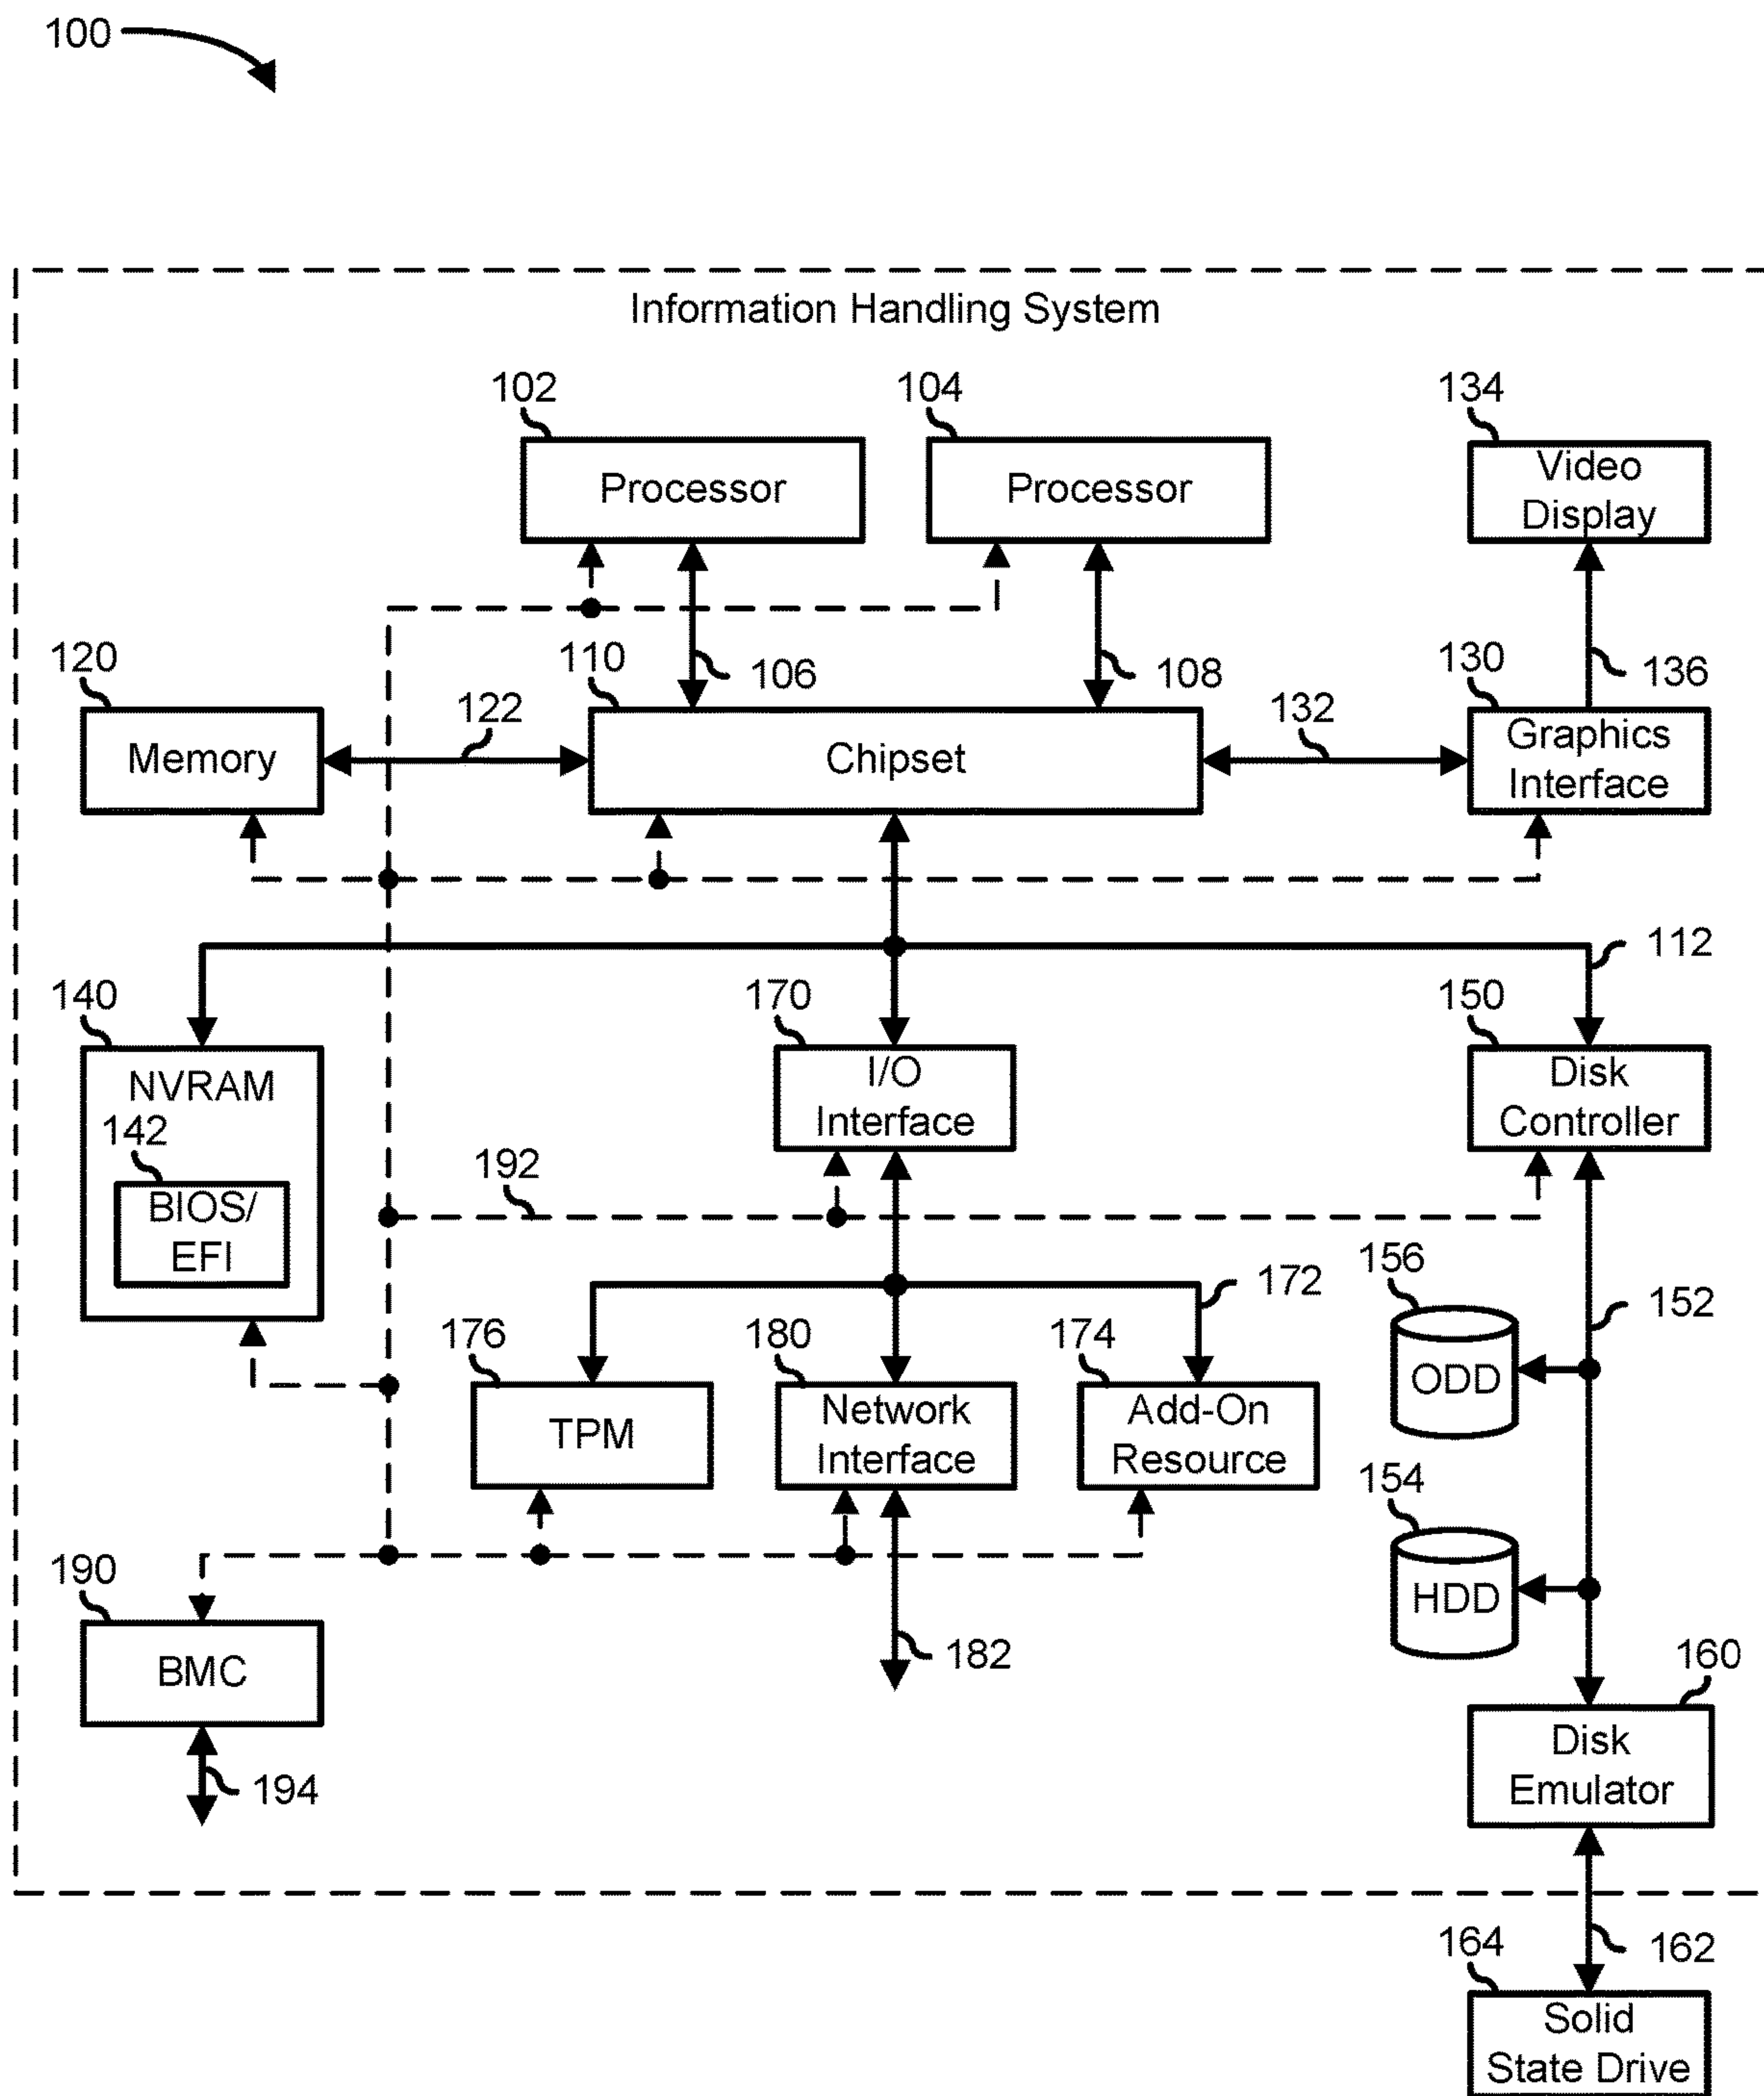 100
Information Handling System
102
104
134
Processor
Processor
Video
Display
120
110
106
108
130
136
122
132
Memory
Chipset
Graphics
Interface
112
140
170
150
NVRAM
I/O
Interface
Disk
Controller
142
BIOS/
EFI
192
156
152
172
176
180
174
ODD
TPM
Network
Interface
Add-On
Resource
154
HDD
190
BMC
182
160
Disk
Emulator
194
164
162
Solid
State Drive